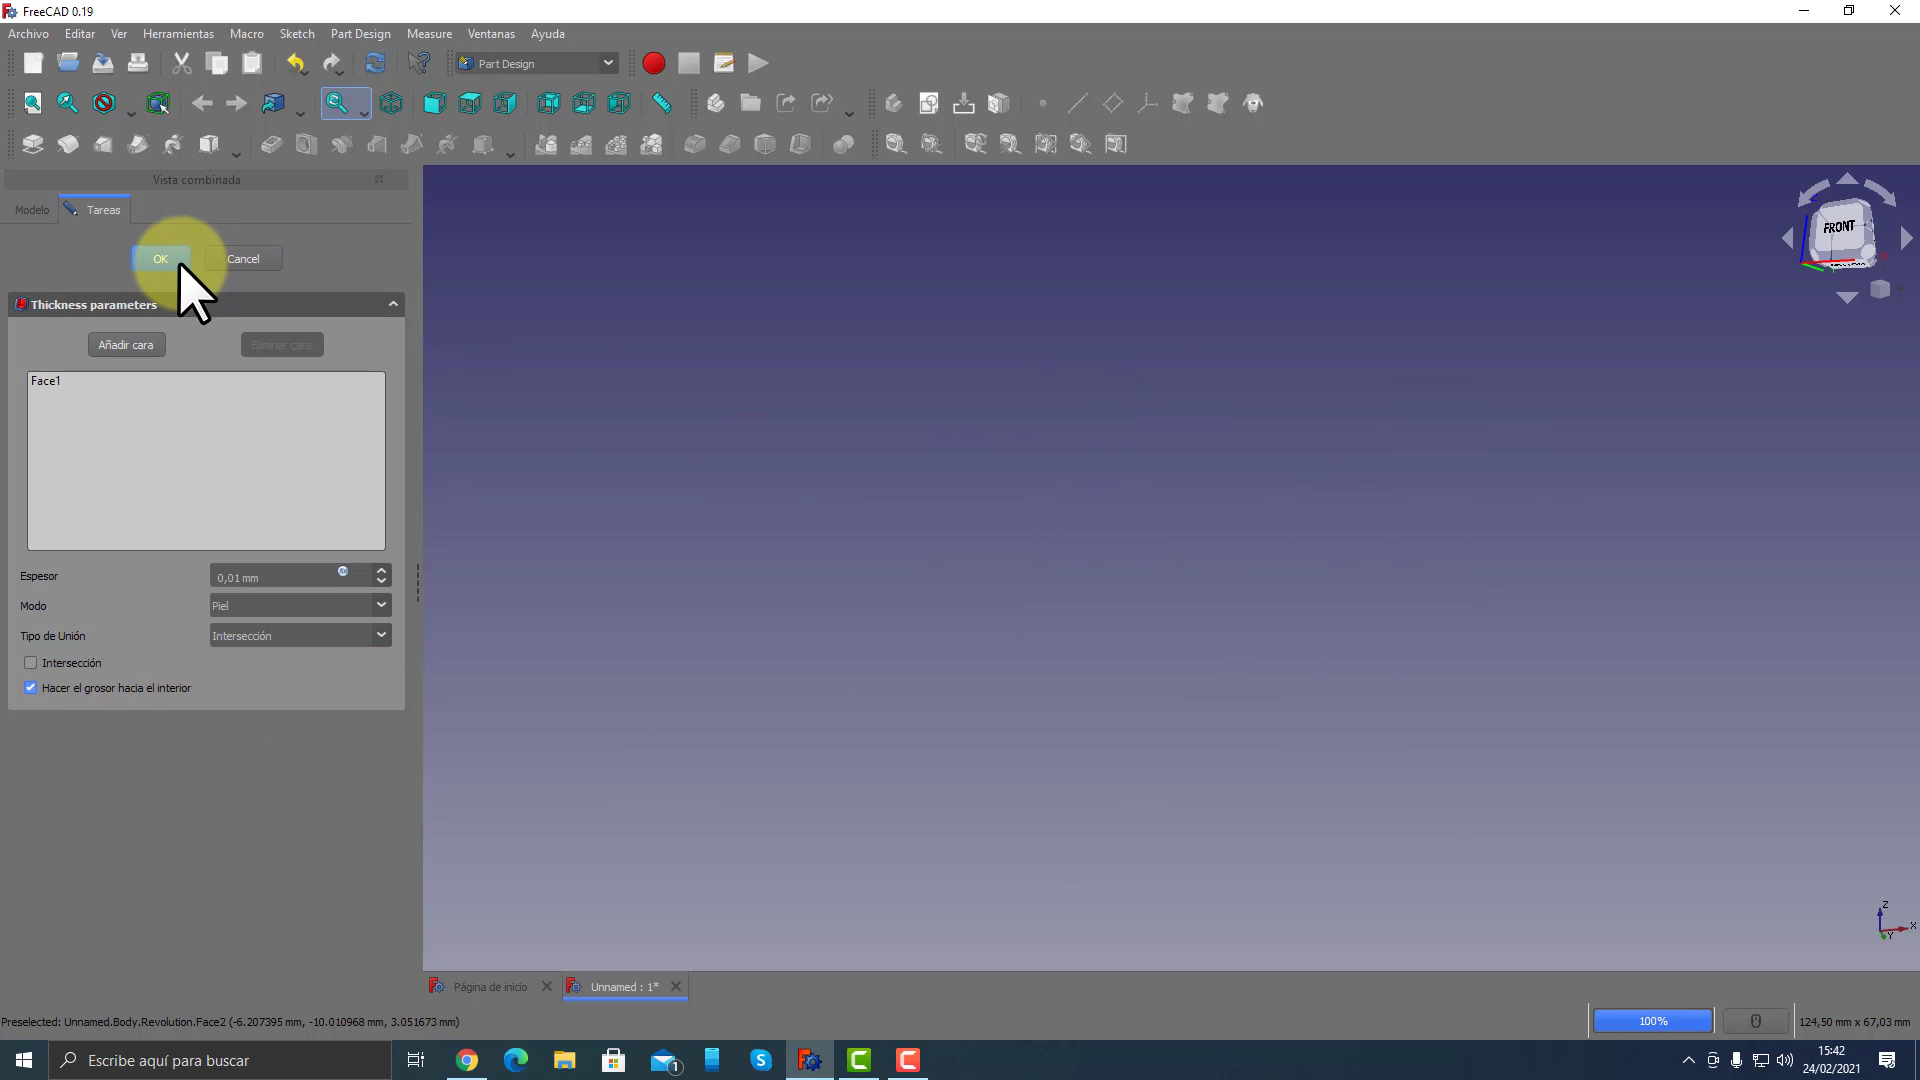 FreeCAD 0.19
Archivo Editar Ver Herramientas Macro Sketch Part Design Measure Ventanas Ayuda
Part Design
Vista combinada
Modelo Tareas
OK Cancel
Thickness parameters
Añadir cara Eliminar cara
Face1
Espesor 0,01 mm
Modo Piel
Tipo de Unión Intersección
Intersección
Hacer el grosor hacia el interior
FRONT
Z
X
Y
Página de inicio Unnamed : 1*
Preselected: Unnamed.Body.Revolution.Face2 (-6.207395 mm, -10.010968 mm, 3.051673 mm) 100% 124,50 mm x 67,03 mm
Escribe aquí para buscar 1 15:42
24/02/2021